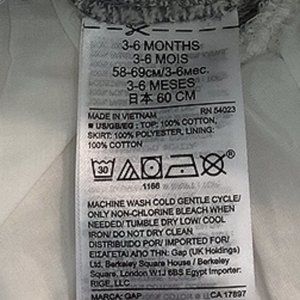 3-6 MONTHS
3-6 MOIS
58-69см/3-6мес.
3-6 MESES
日本 60 CM
MADE IN VIETNAM RN 54023
US/GB/EG : TOP: 100% COTTON,
SKIRT: 100% POLYESTER, LINING:
100% COTTON
30
1166
MACHINE WASH COLD GENTLE CYCLE/
ONLY NON-CHLORINE BLEACH WHEN
NEEDED/ TUMBLE DRY LOW/ COOL
IRON/ DO NOT DRY CLEAN
DISTRIBUIDO POR/ IMPORTED FOR/
ΕΙΣΑΓΕΤΑΙ ΑΠΟ ΤΗΝ : Gap Europe
Ltd, Berkeley Square House / Berkeley
Square, London W1J 6BS Egypt Importer:
RIGE, LLC
MARCA: GAP CA 17897